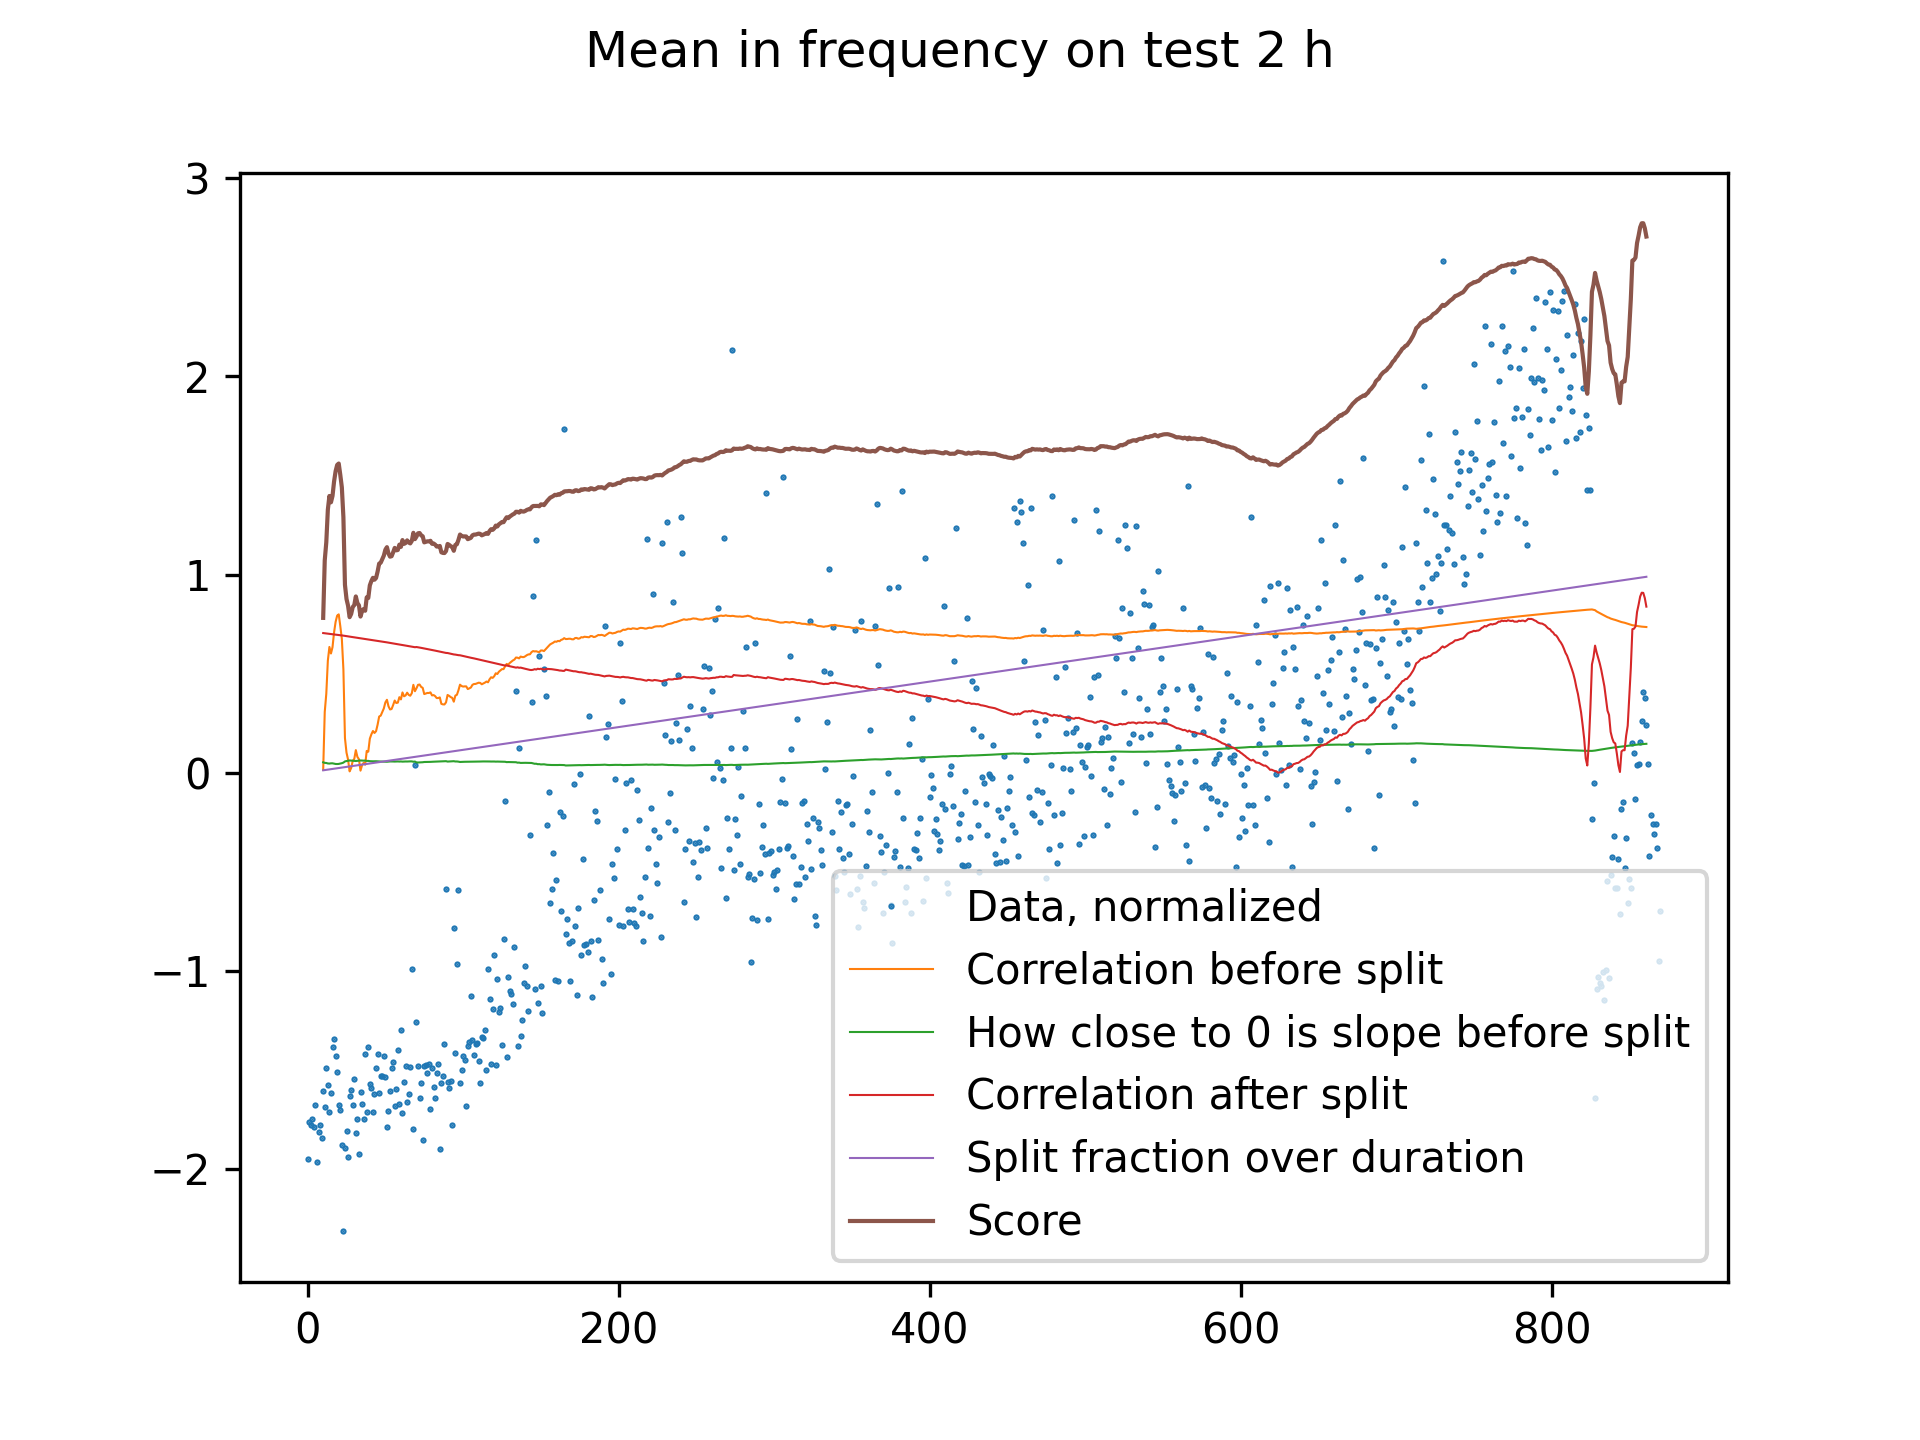 Mean in frequency on test 2 h
3
2
1
0
−1
−2
Data, normalized
Correlation before split
How close to 0 is slope before split
Correlation after split
Split fraction over duration
Score
0 200 400 600 800